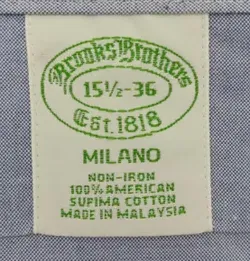 Brooks Brothers
15½-36
Est. 1818
MILANO
NON-IRON
100% AMERICAN
SUPIMA COTTON
MADE IN MALAYSIA